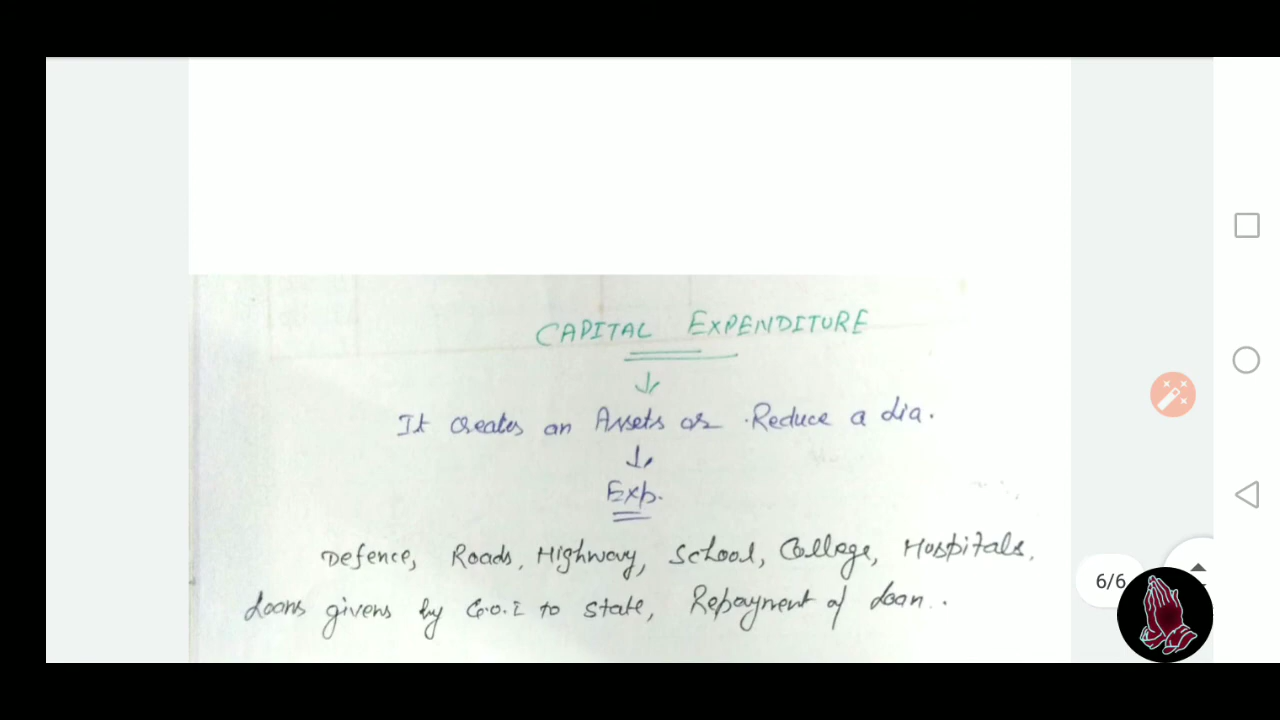 CAPITAL EXPENDITURE
It creates an Assets or Reduce a Lia.
Exp.
Defence, Roads, Highway, School, College, Hospitals,
Loans givens by G.O.I to State, Repayment of Loan.
6/6